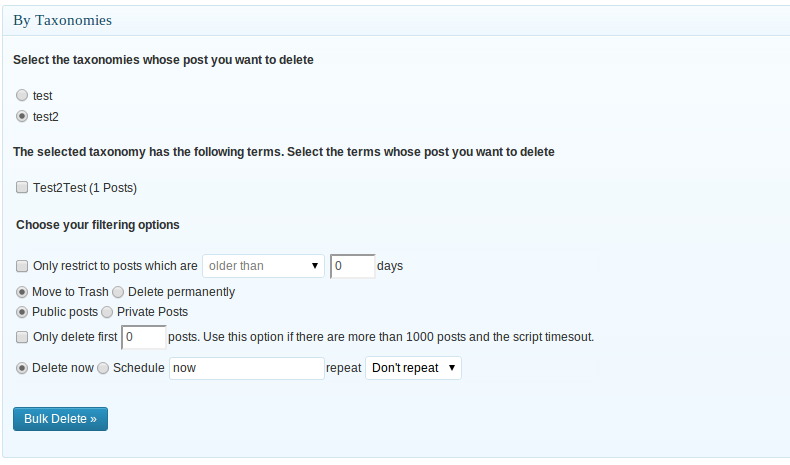 By Taxonomies
Select the taxonomies whose post you want to delete
test
test2
The selected taxonomy has the following terms. Select the terms whose post you want to delete
Test2Test (1 Posts)
Choose your filtering options
Only restrict to posts which are older than 0 days
Move to Trash Delete permanently
Public posts Private Posts
Only delete first 0 posts. Use this option if there are more than 1000 posts and the script timesout.
Delete now Schedule now repeat Don't repeat
Bulk Delete »